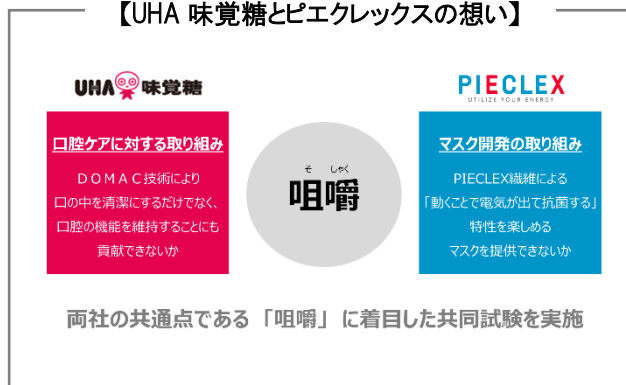 【UHA 味覚糖とピエクレックスの想い】
UHA味覚糖
PIECLEX
UTILIZE YOUR ENERGY
口腔ケアに対する取り組み
DOMAC技術により
口の中を清潔にするだけでなく、
口腔の機能を維持することにも
貢献できないか
そ しゃく
咀嚼
マスク開発の取り組み
PIECLEX繊維による
「動くことで電気が出て抗菌する」
特性を楽しめる
マスクを提供できないか
両社の共通点である「咀嚼」に着目した共同試験を実施